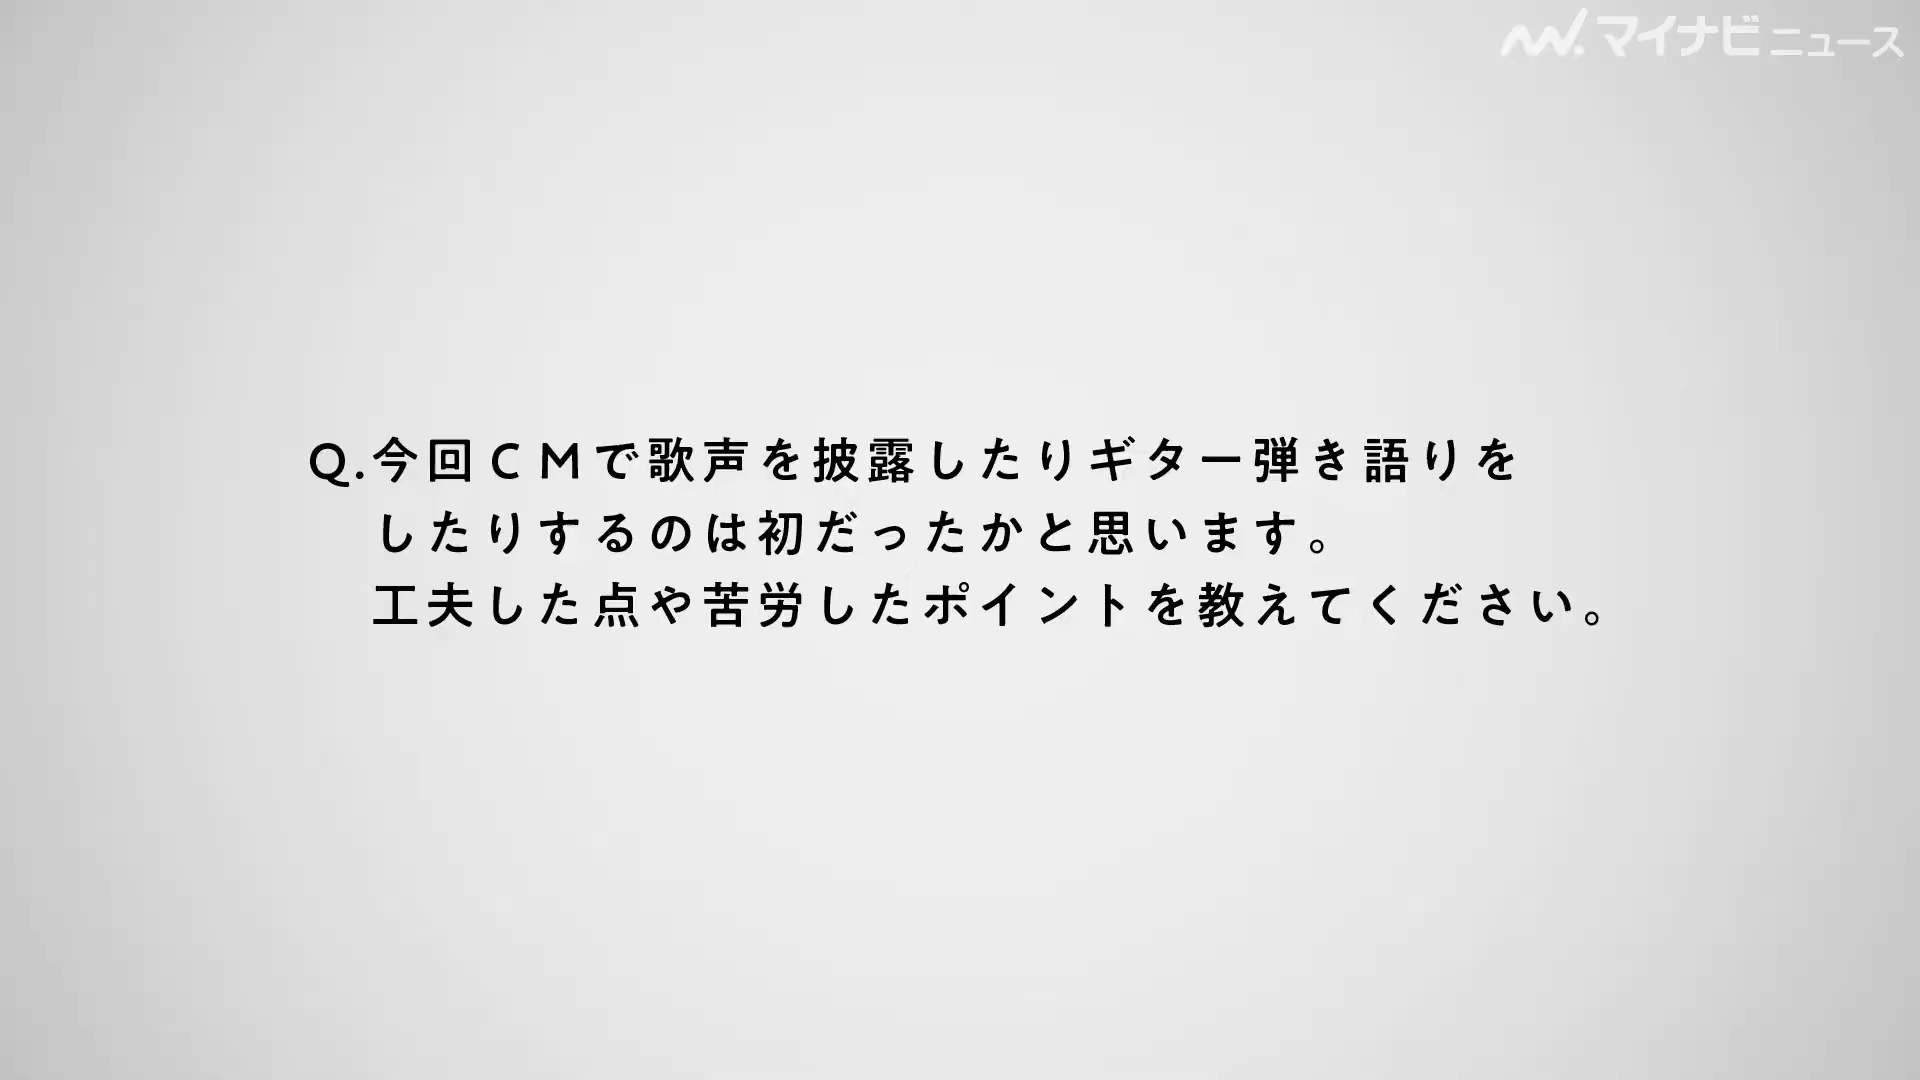 マイナビニュース
Q.今回CMで歌声を披露したりギター弾き語りを
したりするのは初だったかと思います。
工夫した点や苦労したポイントを教えてください。